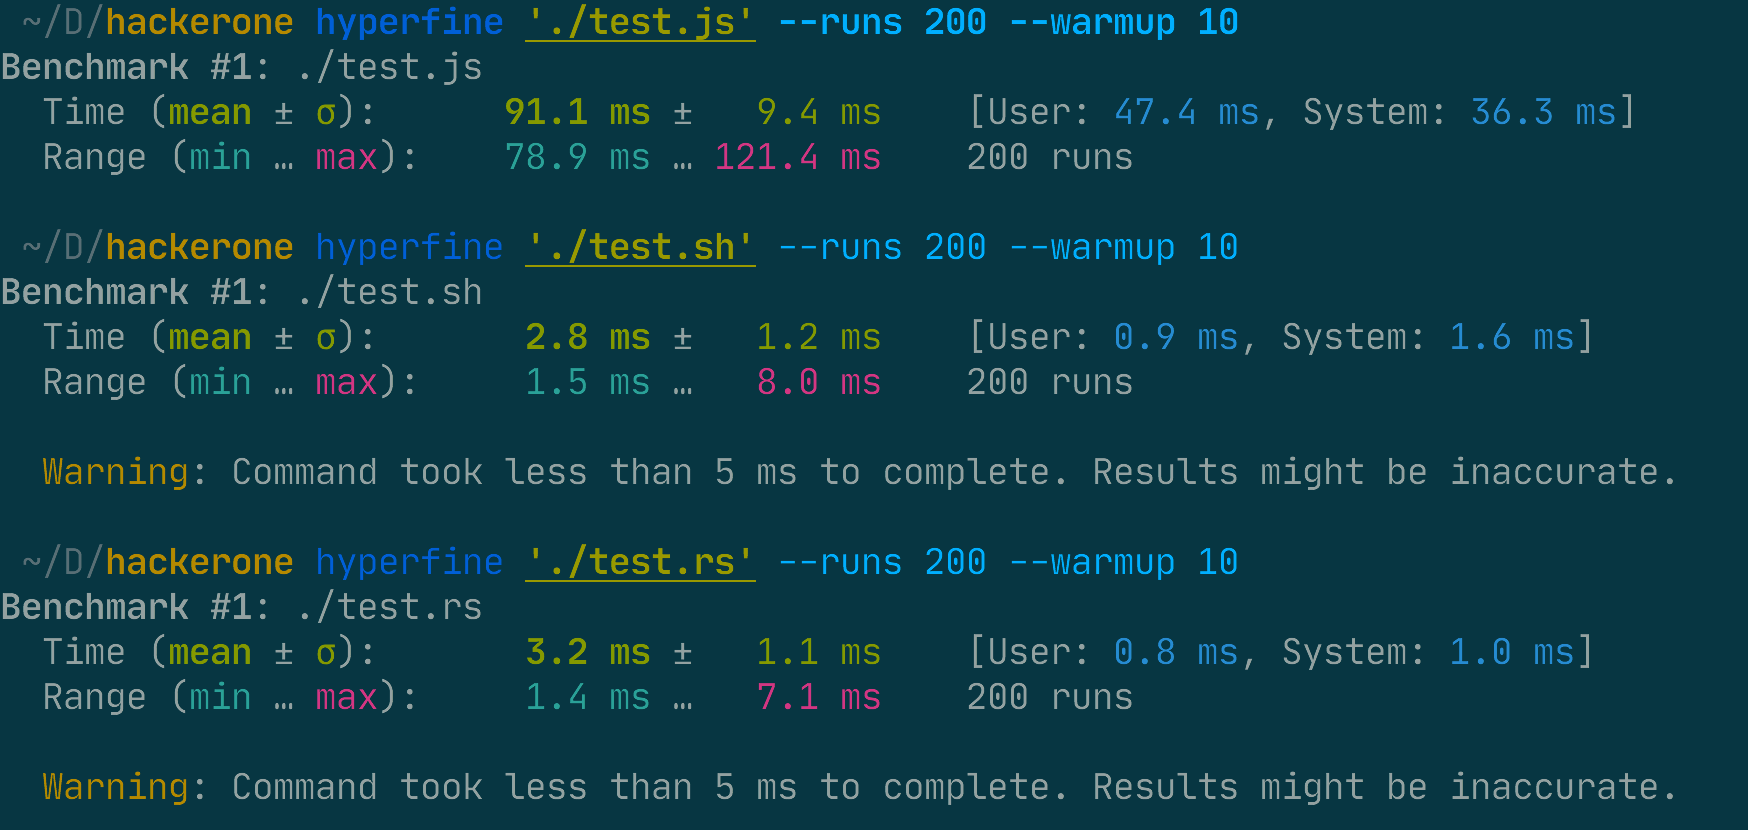 ~/D/hackerone hyperfine './test.js' --runs 200 --warmup 10
Benchmark #1: ./test.js
Time (mean ± σ): 91.1 ms ± 9.4 ms [User: 47.4 ms, System: 36.3 ms]
Range (min … max): 78.9 ms … 121.4 ms 200 runs
~/D/hackerone hyperfine './test.sh' --runs 200 --warmup 10
Benchmark #1: ./test.sh
Time (mean ± σ): 2.8 ms ± 1.2 ms [User: 0.9 ms, System: 1.6 ms]
Range (min … max): 1.5 ms … 8.0 ms 200 runs
Warning: Command took less than 5 ms to complete. Results might be inaccurate.
~/D/hackerone hyperfine './test.rs' --runs 200 --warmup 10
Benchmark #1: ./test.rs
Time (mean ± σ): 3.2 ms ± 1.1 ms [User: 0.8 ms, System: 1.0 ms]
Range (min … max): 1.4 ms … 7.1 ms 200 runs
Warning: Command took less than 5 ms to complete. Results might be inaccurate.